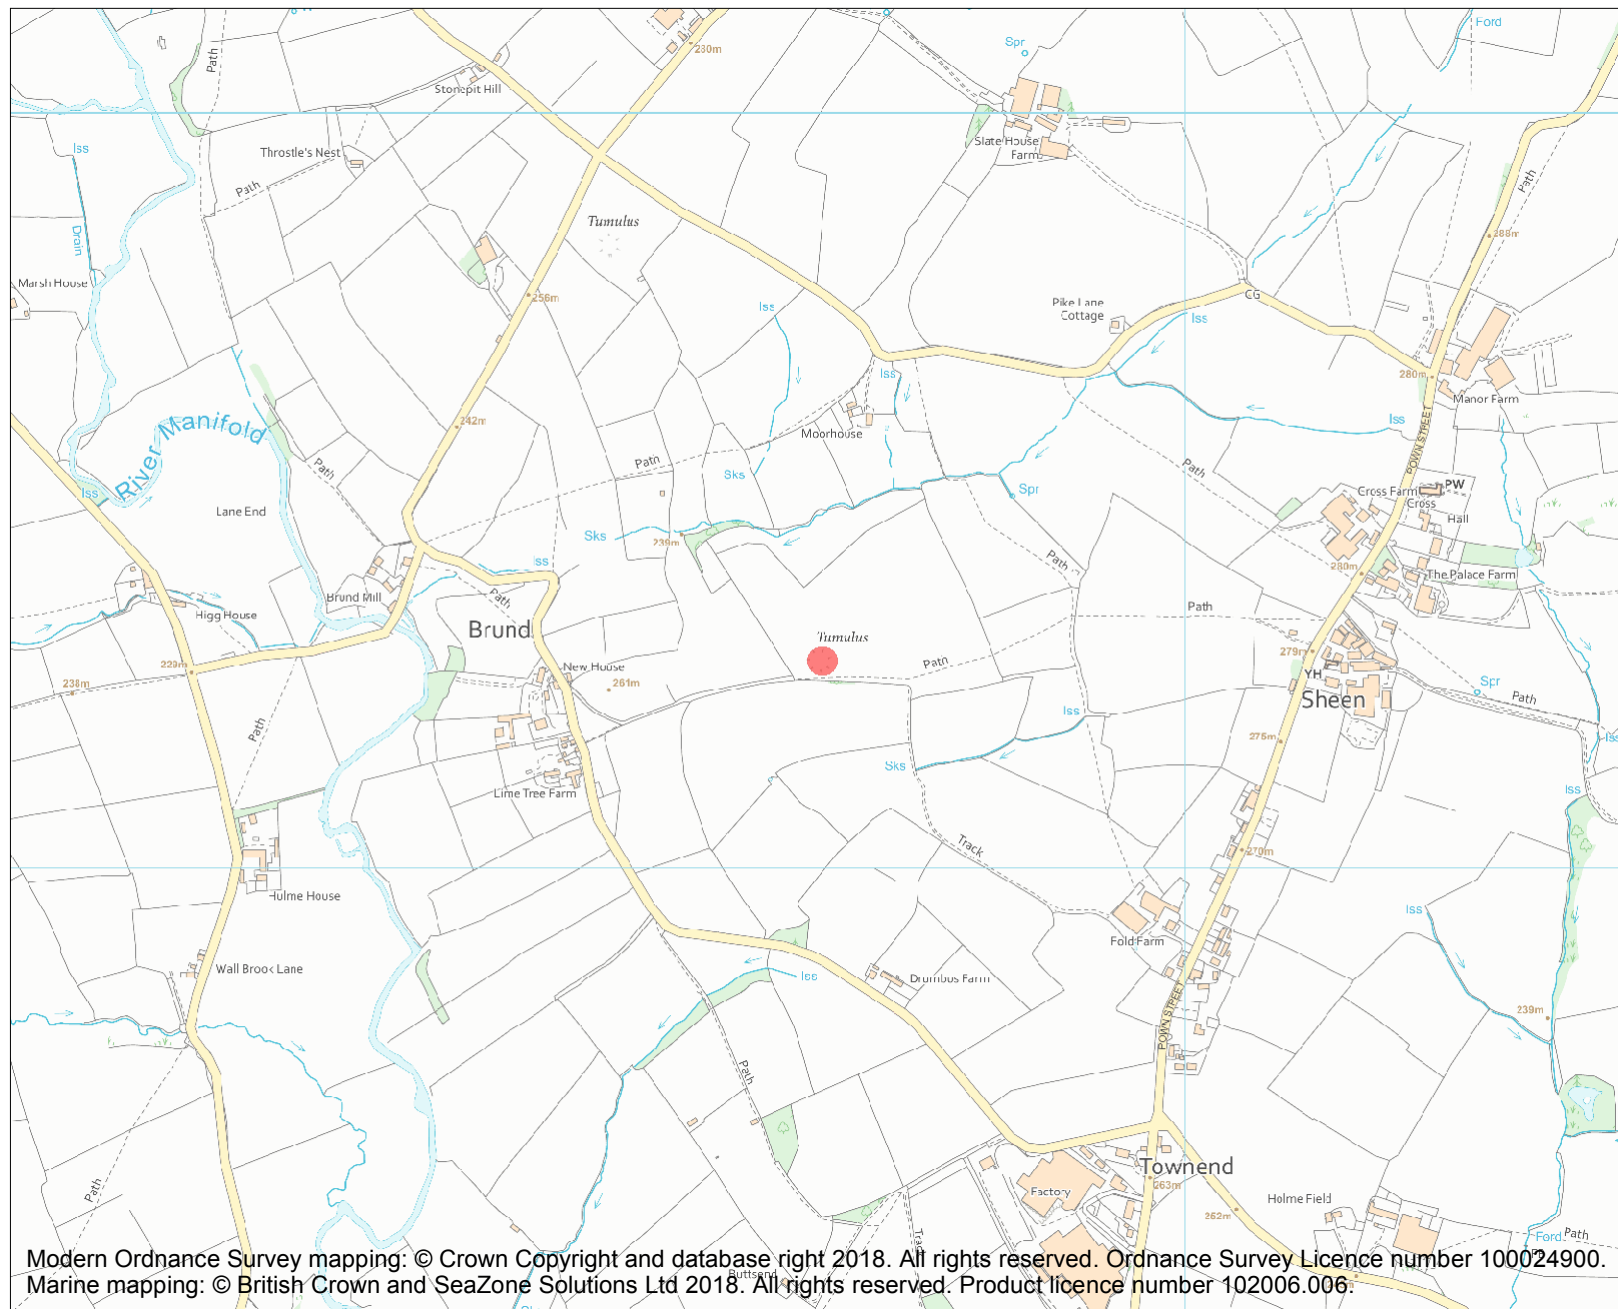 Ford
Path
Spr
230m
Stonepit Hill
Slate House
Farm
Iss
Throstle's Nest
Path
Path
Tumulus
Drain
288m
Marsh House
256m
Pike Lane
Cottage
CG
Iss
Iss
Iss
280m
Manor Farm
River Manifold
242m
Moorhouse
Iss
POWN STREET
Path
Path
Path
Sks
Iss
Spr
Cross Farm
PW
Cross
Hall
Lane End
Sks
239m
Iss
Path
280m
The Palace Farm
Brund Mill
Path
Path
Higg House
Brund
Tumulus
279m
229m
New House
Path
YH
238m
261m
Spr
Sheen
Path
Iss
Path
275m
Iss
Sks
Lime Tree Farm
Iss
Track
270m
Hulme House
Iss
Fold Farm
Wall Brook Lane
Iss
Drumbus Farm
POWN STREET
239m
Path
Townend
263m
Path
Factory
Holme Field
252m
Track
Ford
Path
Modern Ordnance Survey mapping: © Crown Copyright and database right 2018. All rights reserved. Ordnance Survey Licence number 100024900.
Buttsend
Marine mapping: © British Crown and SeaZone Solutions Ltd 2018. All rights reserved. Product licence number 102006.006.